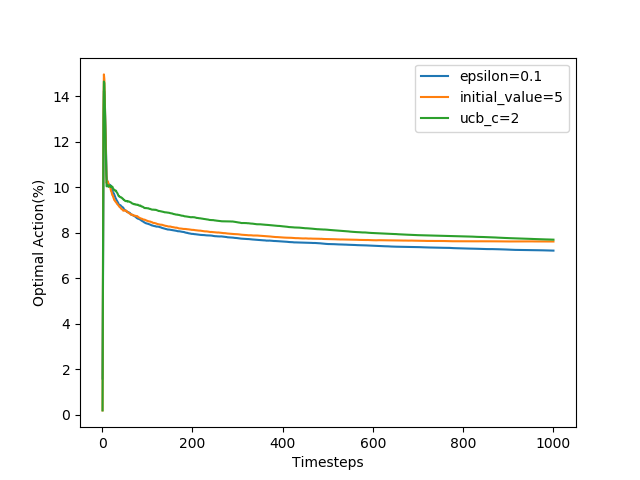 epsilon=0.1
initial_value=5
ucb_c=2
14
12
10
8
6
4
2
0
Optimal Action(%)
0 200 400 600 800 1000
Timesteps